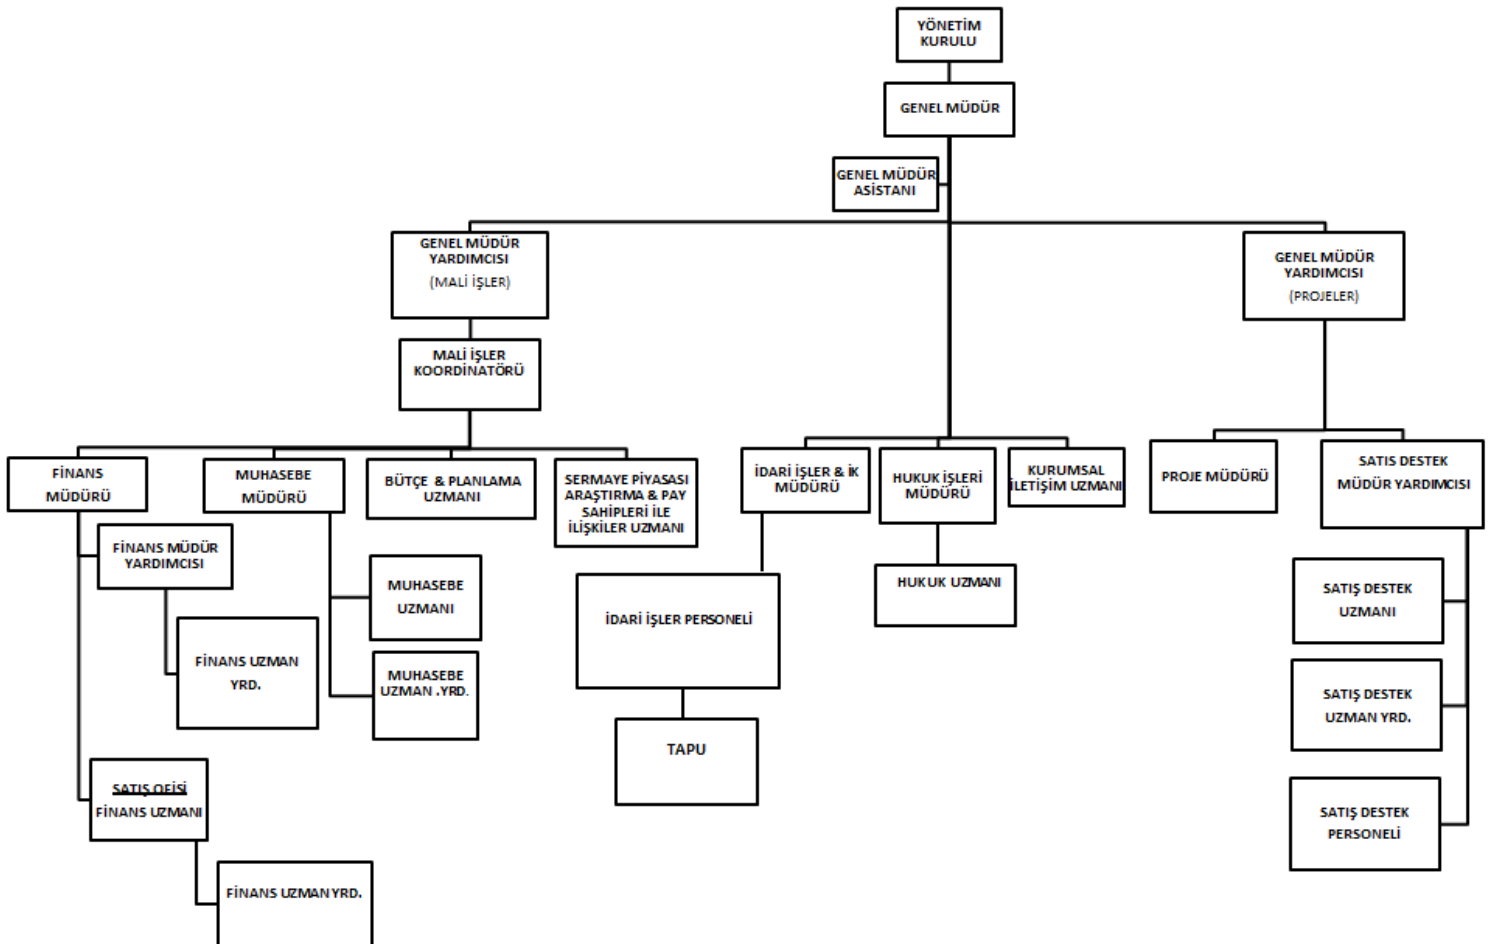 YÖNETİM
KURULU
GENEL MÜDÜR
GENEL MÜDÜR
ASİSTANI
GENEL MÜDÜR
YARDIMCISI
(MALİ İŞLER)
GENEL MÜDÜR
YARDIMCISI
(PROJELER)
MALİ İŞLER
KOORDİNATÖRÜ
FİNANS
MÜDÜRÜ
MUHASEBE
MÜDÜRÜ
BÜTÇE & PLANLAMA
UZMANI
SERMAYE PİYASASI
ARAŞTIRMA & PAY
SAHİPLERİ İLE
İLİŞKİLER UZMANI
İDARİ İŞLER & İK
MÜDÜRÜ
HUKUK İŞLERİ
MÜDÜRÜ
KURUMSAL
İLETİŞİM UZMANI
PROJE MÜDÜRÜ
SATIS DESTEK
MÜDÜR YARDIMCISI
FİNANS MÜDÜR
YARDIMCISI
MUHASEBE
UZMANI
İDARİ İŞLER PERSONELİ
HUKUK UZMANI
SATIŞ DESTEK
UZMANI
FİNANS UZMAN
YRD.
MUHASEBE
UZMAN .YRD.
SATIŞ DESTEK
UZMAN YRD.
TAPU
SATIŞ OFİSİ
FİNANS UZMANI
SATIŞ DESTEK
PERSONELİ
FİNANS UZMAN YRD.